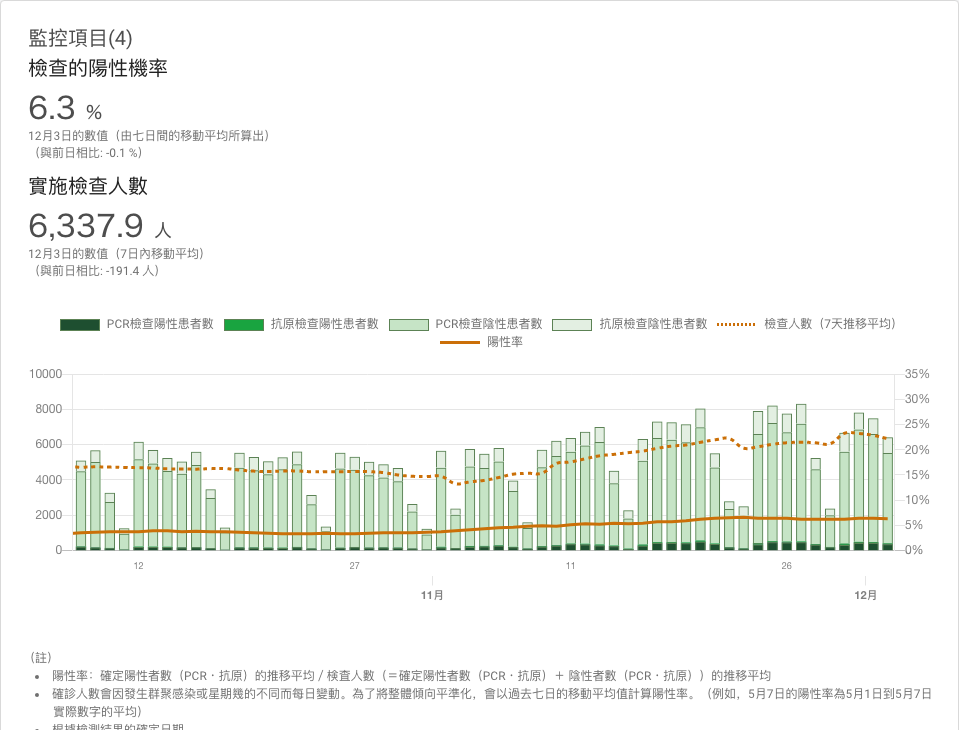 監控項目(4)
檢查的陽性機率
6.3 %
12月3日的數值（由七日間的移動平均所算出）
（與前日相比: -0.1 %）
實施檢查人數
6,337.9 人
12月3日的數值（7日內移動平均）
（與前日相比: -191.4 人）
PCR檢查陽性患者數 抗原檢查陽性患者數 PCR檢查陰性患者數 抗原檢查陰性患者數 檢查人數（7天推移平均）
陽性率
10000 35%
30%
8000
25%
6000
20%
4000 15%
10%
2000
5%
0 0%
12 27 11 26
11月 12月
（註）
• 陽性率：確定陽性者數（PCR・抗原）的推移平均 / 検査人數（＝確定陽性者數（PCR・抗原）＋ 陰性者數（PCR・抗原））的推移平均
• 確診人數會因發生群聚感染或星期幾的不同而每日變動。為了將整體傾向平準化，會以過去七日的移動平均值計算陽性率。（例如，5月7日的陽性率為5月1日到5月7日
實際數字的平均）
• 根據檢測結果的確定日期